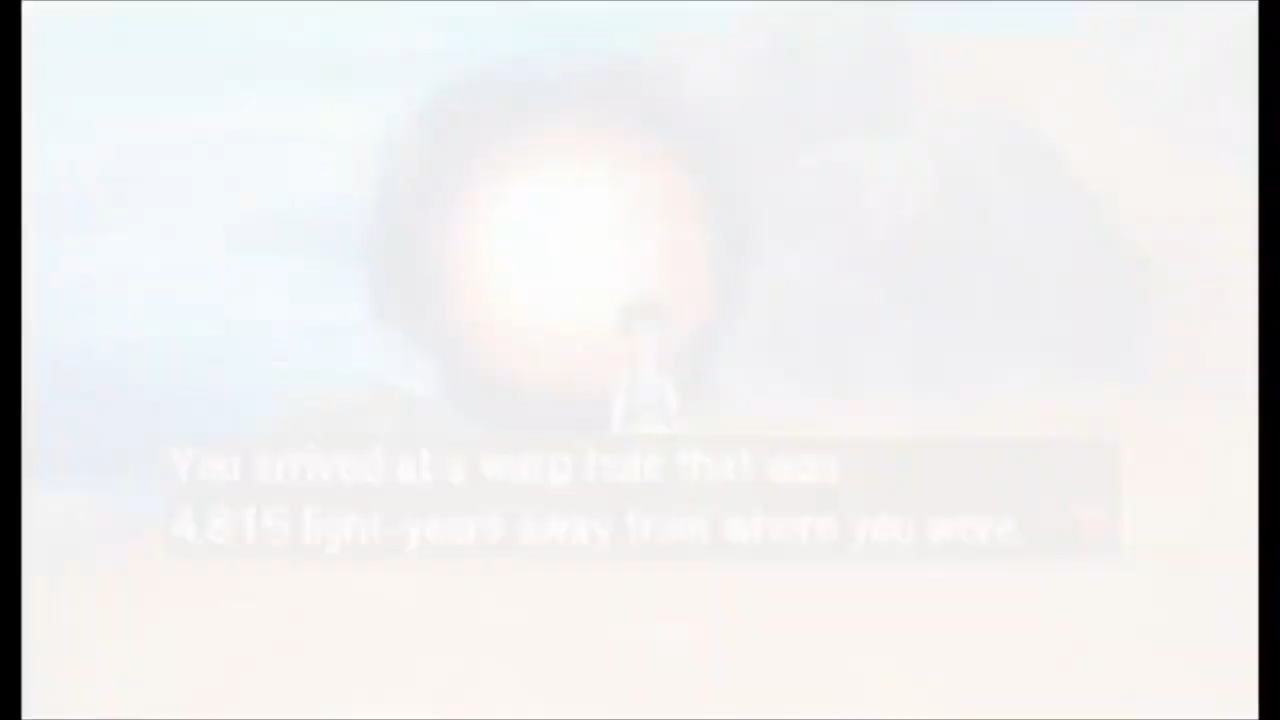 You arrived at a warp hole that was
4,815 light-years away from where you were.